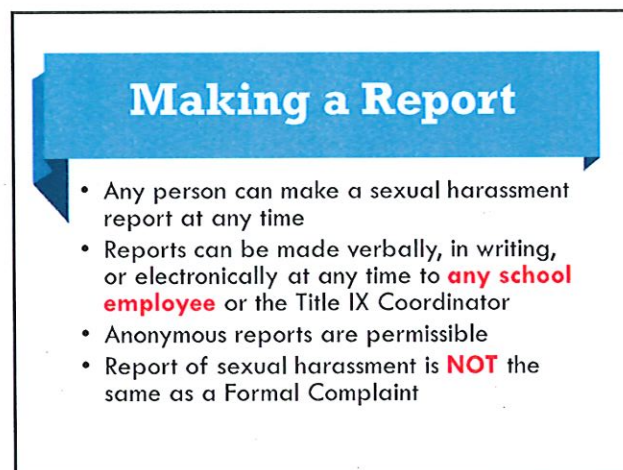 Making a Report
• Any person can make a sexual harassment
report at any time
• Reports can be made verbally, in writing,
or electronically at any time to any school
employee or the Title IX Coordinator
• Anonymous reports are permissible
• Report of sexual harassment is NOT the
same as a Formal Complaint